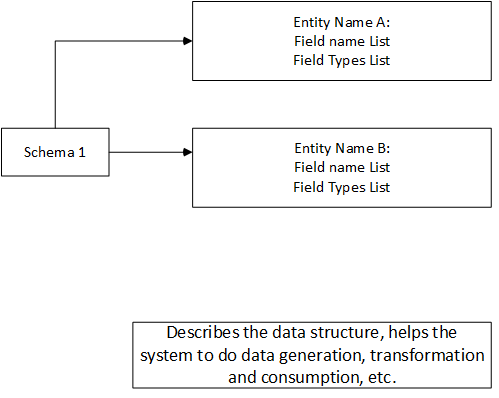 Entity Name A:
Field name List
Field Types List
Schema 1
Entity Name B:
Field name List
Field Types List
Describes the data structure, helps the
system to do data generation, transformation
and consumption, etc.